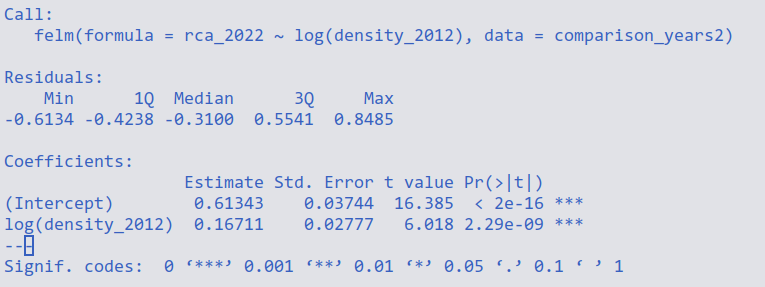 Call:
felm(formula = rca_2022 ~ log(density_2012), data = comparison_years2)
Residuals:
Min 1Q Median 3Q Max
-0.6134 -0.4238 -0.3100 0.5541 0.8485
Coefficients:
Estimate Std. Error t value Pr(>|t|)
(Intercept) 0.61343 0.03744 16.385 < 2e-16 ***
log(density_2012) 0.16711 0.02777 6.018 2.29e-09 ***
---
Signif. codes: 0 ‘***’ 0.001 ‘**’ 0.01 ‘*’ 0.05 ‘.’ 0.1 ‘ ’ 1